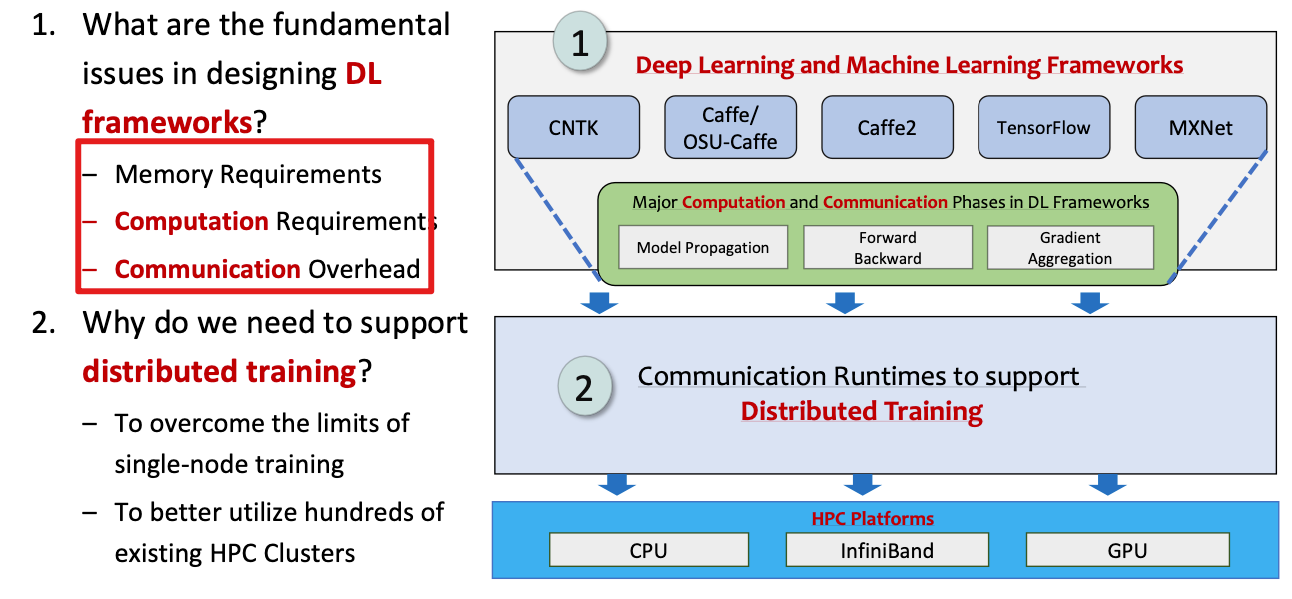 1. What are the fundamental
issues in designing DL
frameworks?
– Memory Requirements
– Computation Requirements
– Communication Overhead
2. Why do we need to support
distributed training?
– To overcome the limits of
single-node training
– To better utilize hundreds of
existing HPC Clusters
1
Deep Learning and Machine Learning Frameworks
CNTK
Caffe/
OSU-Caffe
Caffe2
TensorFlow
MXNet
Major Computation and Communication Phases in DL Frameworks
Model Propagation
Forward
Backward
Gradient
Aggregation
2
Communication Runtimes to support
Distributed Training
HPC Platforms
CPU
InfiniBand
GPU